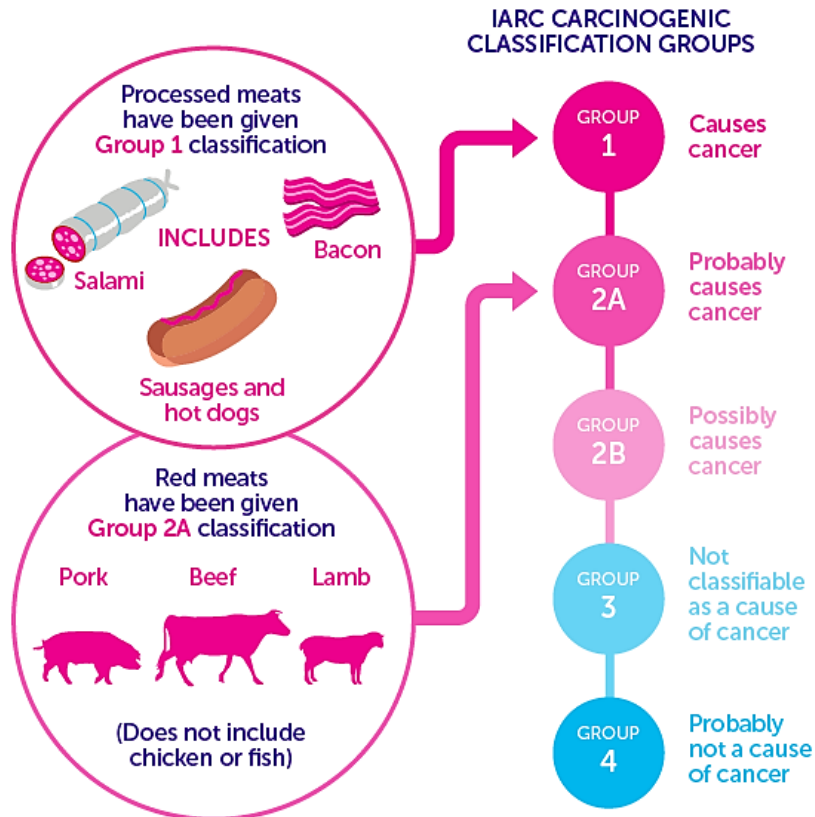 IARC CARCINOGENIC
CLASSIFICATION GROUPS
Processed meats
have been given
Group 1 classification
INCLUDES
Salami
Bacon
Sausages and
hot dogs
Red meats
have been given
Group 2A classification
Pork
Beef
Lamb
(Does not include
chicken or fish)
GROUP
1
Causes
cancer
GROUP
2A
Probably
causes
cancer
GROUP
2B
Possibly
causes
cancer
GROUP
3
Not
classifiable
as a cause
of cancer
GROUP
4
Probably
not a cause
of cancer